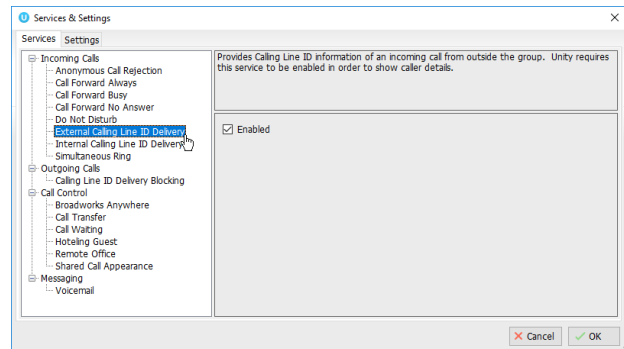 Services & Settings
Services Settings
Incoming Calls
Anonymous Call Rejection
Call Forward Always
Call Forward Busy
Call Forward No Answer
Do Not Disturb
External Calling Line ID Delivery
Internal Calling Line ID Delivery
Simultaneous Ring
Outgoing Calls
Calling Line ID Delivery Blocking
Call Control
Broadworks Anywhere
Call Transfer
Call Waiting
Hoteling Guest
Remote Office
Shared Call Appearance
Messaging
Voicemail
Provides Calling Line ID information of an incoming call from outside the group. Unity requires
this service to be enabled in order to show caller details.
Enabled
Cancel OK